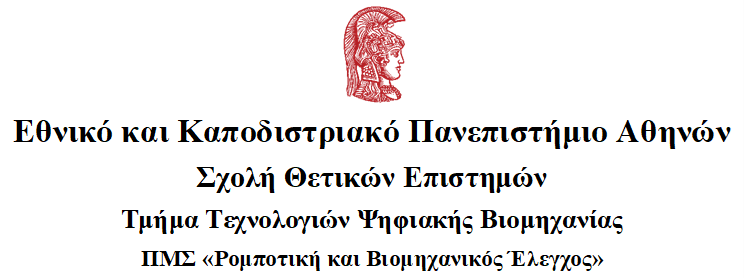 Εθνικό και Καποδιστριακό Πανεπιστήμιο Αθηνών
Σχολή Θετικών Επιστημών
Τμήμα Τεχνολογιών Ψηφιακής Βιομηχανίας
ΠΜΣ «Ρομποτική και Βιομηχανικός Έλεγχος»